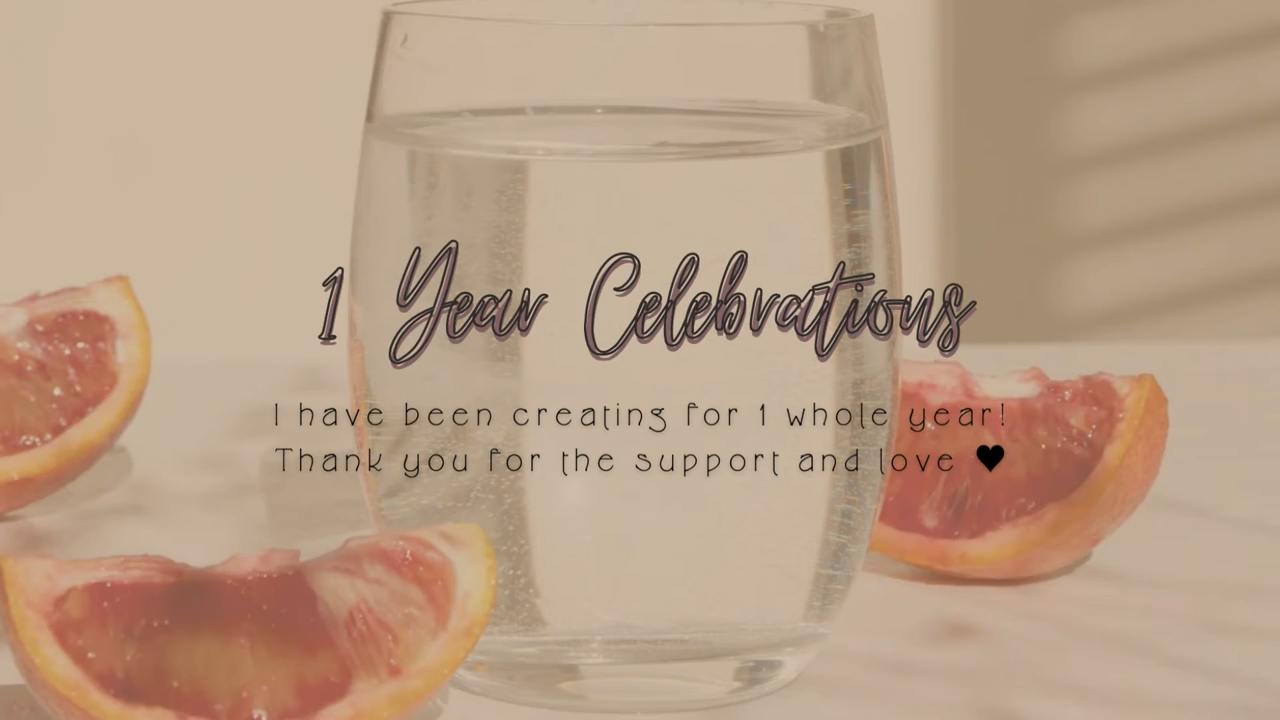 1 Year Celebrations
I have been creating for 1 whole year!
Thank you for the support and love ♥